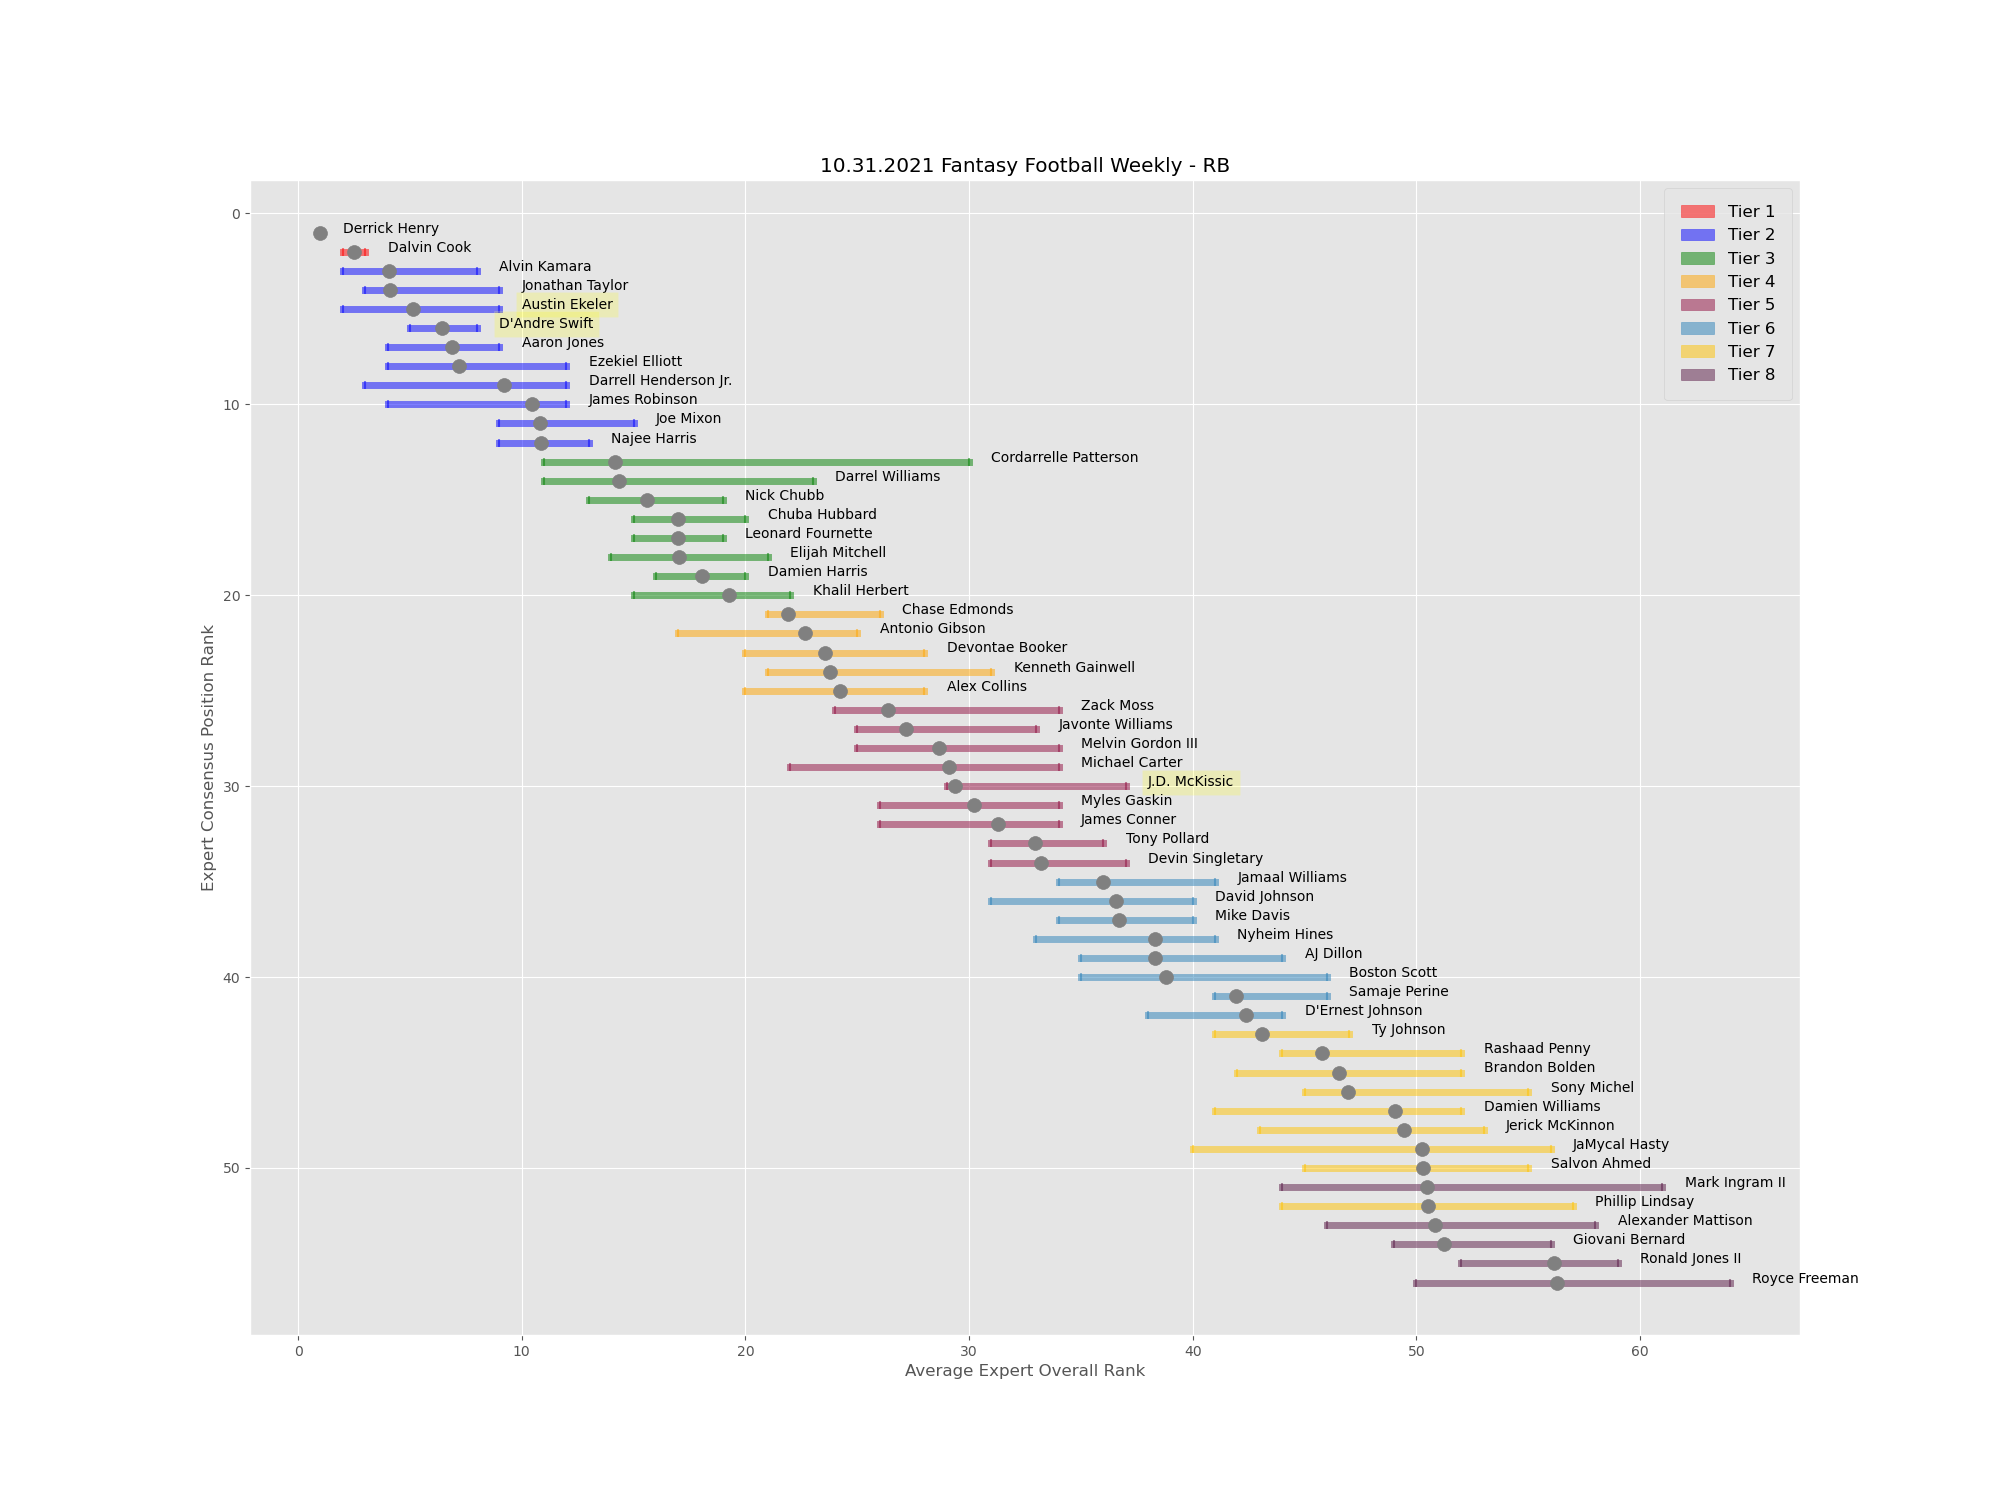 10.31.2021 Fantasy Football Weekly - RB
Tier 1
Tier 2
Tier 3
Tier 4
Tier 5
Tier 6
Tier 7
Tier 8
Expert Consensus Position Rank
0
10
20
30
40
50
Derrick Henry
Dalvin Cook
Alvin Kamara
Jonathan Taylor
Austin Ekeler
D'Andre Swift
Aaron Jones
Ezekiel Elliott
Darrell Henderson Jr.
James Robinson
Joe Mixon
Najee Harris
Cordarrelle Patterson
Darrel Williams
Nick Chubb
Chuba Hubbard
Leonard Fournette
Elijah Mitchell
Damien Harris
Khalil Herbert
Chase Edmonds
Antonio Gibson
Devontae Booker
Kenneth Gainwell
Alex Collins
Zack Moss
Javonte Williams
Melvin Gordon III
Michael Carter
J.D. McKissic
Myles Gaskin
James Conner
Tony Pollard
Devin Singletary
Jamaal Williams
David Johnson
Mike Davis
Nyheim Hines
AJ Dillon
Boston Scott
Samaje Perine
D'Ernest Johnson
Ty Johnson
Rashaad Penny
Brandon Bolden
Sony Michel
Damien Williams
Jerick McKinnon
JaMycal Hasty
Salvon Ahmed
Mark Ingram II
Phillip Lindsay
Alexander Mattison
Giovani Bernard
Ronald Jones II
Royce Freeman
0 10 20 30 40 50 60
Average Expert Overall Rank